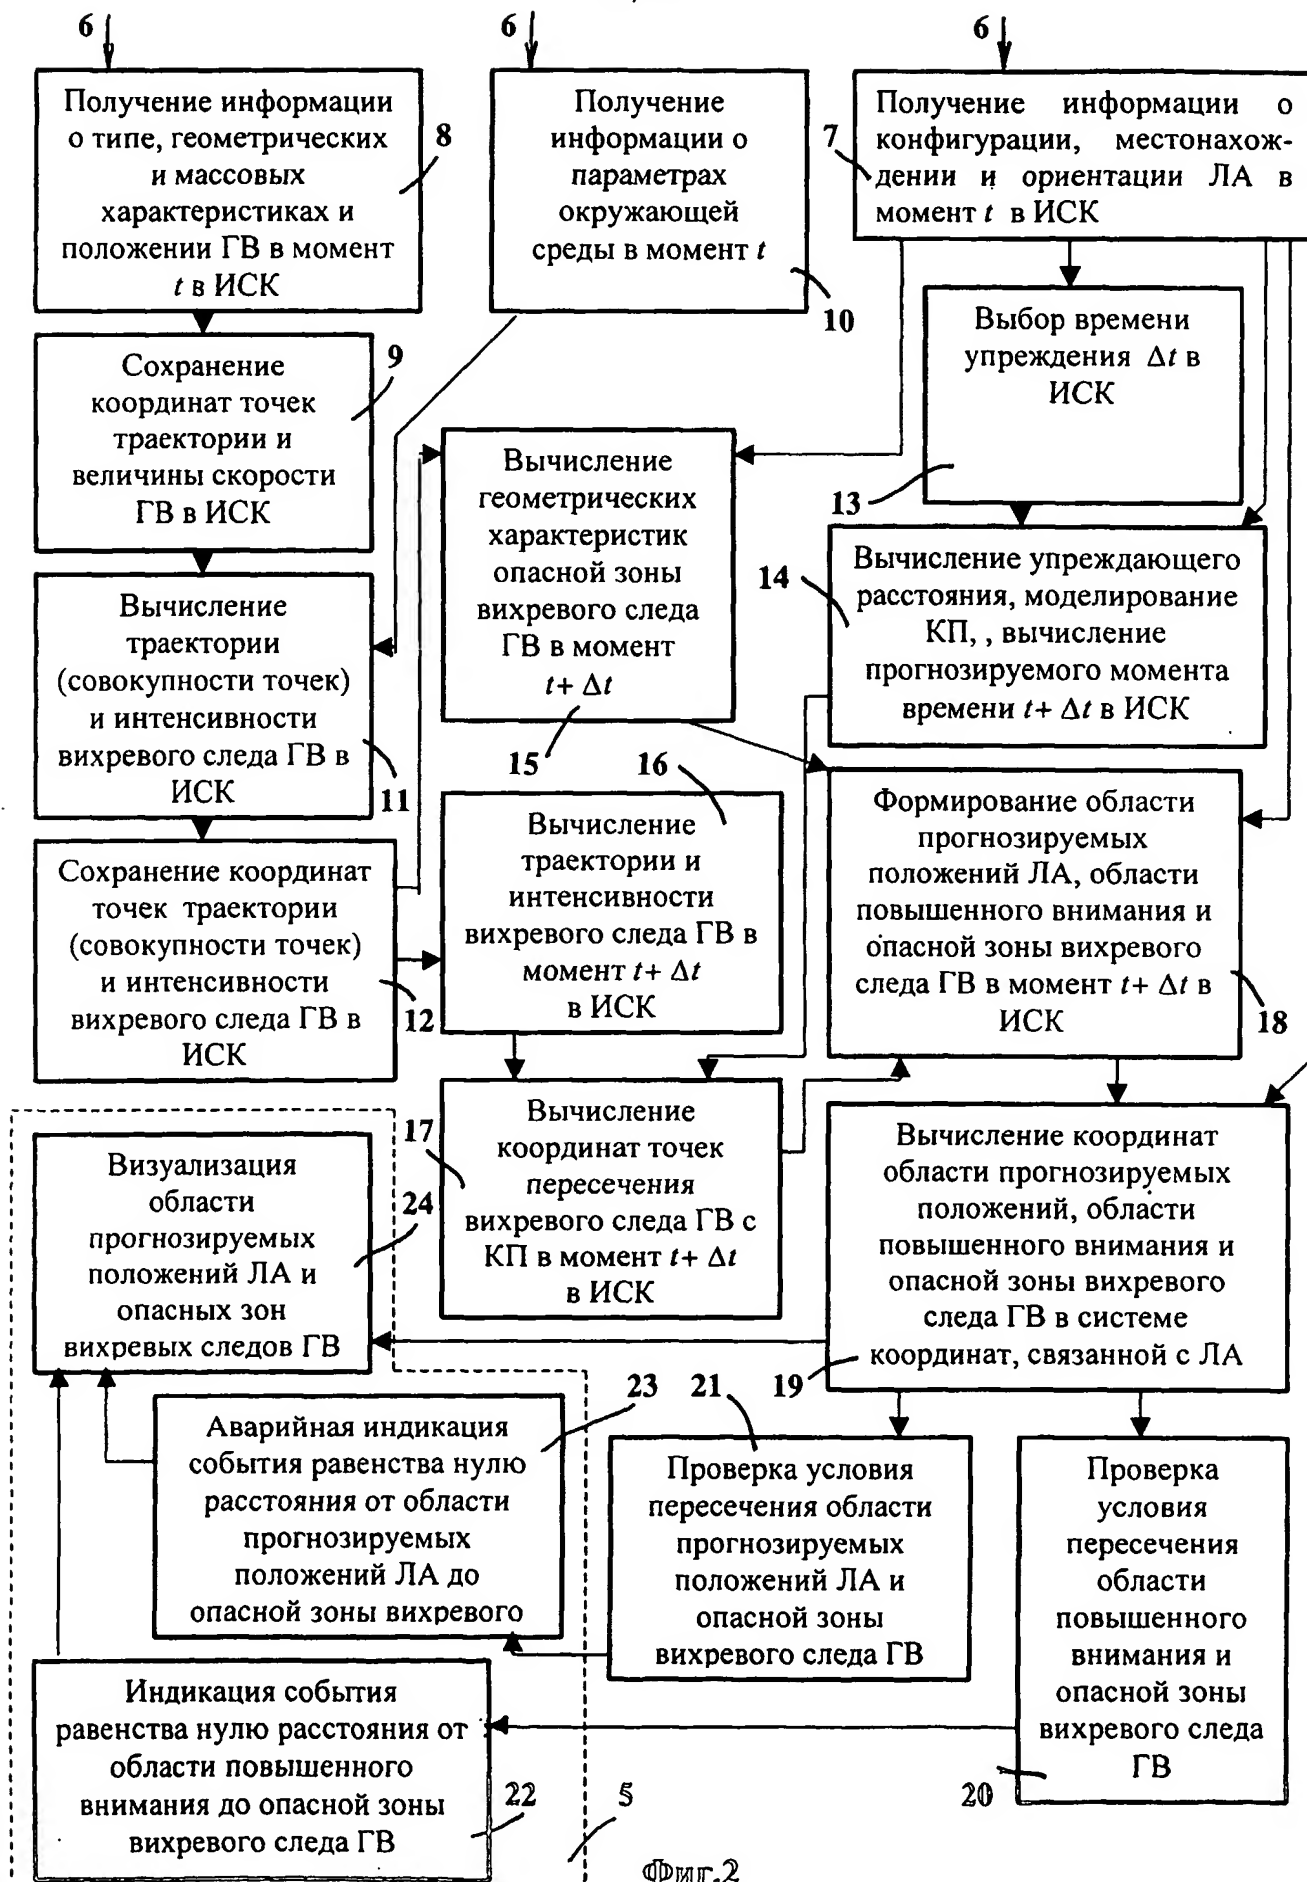 6
6
6
Получение информации
о типе, геометрических
и массовых
характеристиках и
положении ГВ в момент
t в ИСК
8
Получение
информации о
параметрах
окружающей
среды в момент t
10
Получение информации о
конфигурации, местонахож-
дении и ориентации ЛА в
момент t в ИСК
7
Сохранение
координат точек
траектории и
величины скорости
ГВ в ИСК
9
Выбор времени
упреждения Δt в
ИСК
13
Вычисление
траектории
(совокупности точек)
и интенсивности
вихревого следа ГВ в
ИСК
11
Вычисление
геометрических
характеристик
опасной зоны
вихревого следа
ГВ в момент
t+ Δt
15
Вычисление упреждающего
расстояния, моделирование
КП, , вычисление
прогнозируемого момента
времени t+ Δt в ИСК
14
Сохранение координат
точек траектории
(совокупности точек)
и интенсивности
вихревого следа ГВ в
ИСК
12
Вычисление
траектории и
интенсивности
вихревого следа ГВ в
момент t+ Δt
в ИСК
16
Формирование области
прогнозируемых
положений ЛА, области
повышенного внимания и
опасной зоны вихревого
следа ГВ в момент t+ Δt в
ИСК
18
Вычисление
координат точек
пересечения
вихревого следа ГВ с
КП в момент t+ Δt
в ИСК
17
Вычисление координат
области прогнозируемых
положений, области
повышенного внимания и
опасной зоны вихревого
следа ГВ в системе
координат, связанной с ЛА
19
Визуализация
области
прогнозируемых
положений ЛА и
опасных зон
вихревых следов ГВ
24
Аварийная индикация
события равенства нулю
расстояния от области
прогнозируемых
положений ЛА до
опасной зоны вихревого
23
Проверка условия
пересечения области
прогнозируемых
положений ЛА и
опасной зоны
вихревого следа ГВ
21
Проверка
условия
пересечения
области
повышенного
внимания и
опасной зоны
вихревого следа
ГВ
20
Индикация события
равенства нулю расстояния от
области повышенного
внимания до опасной зоны
вихревого следа ГВ
22
5
Фиг.2